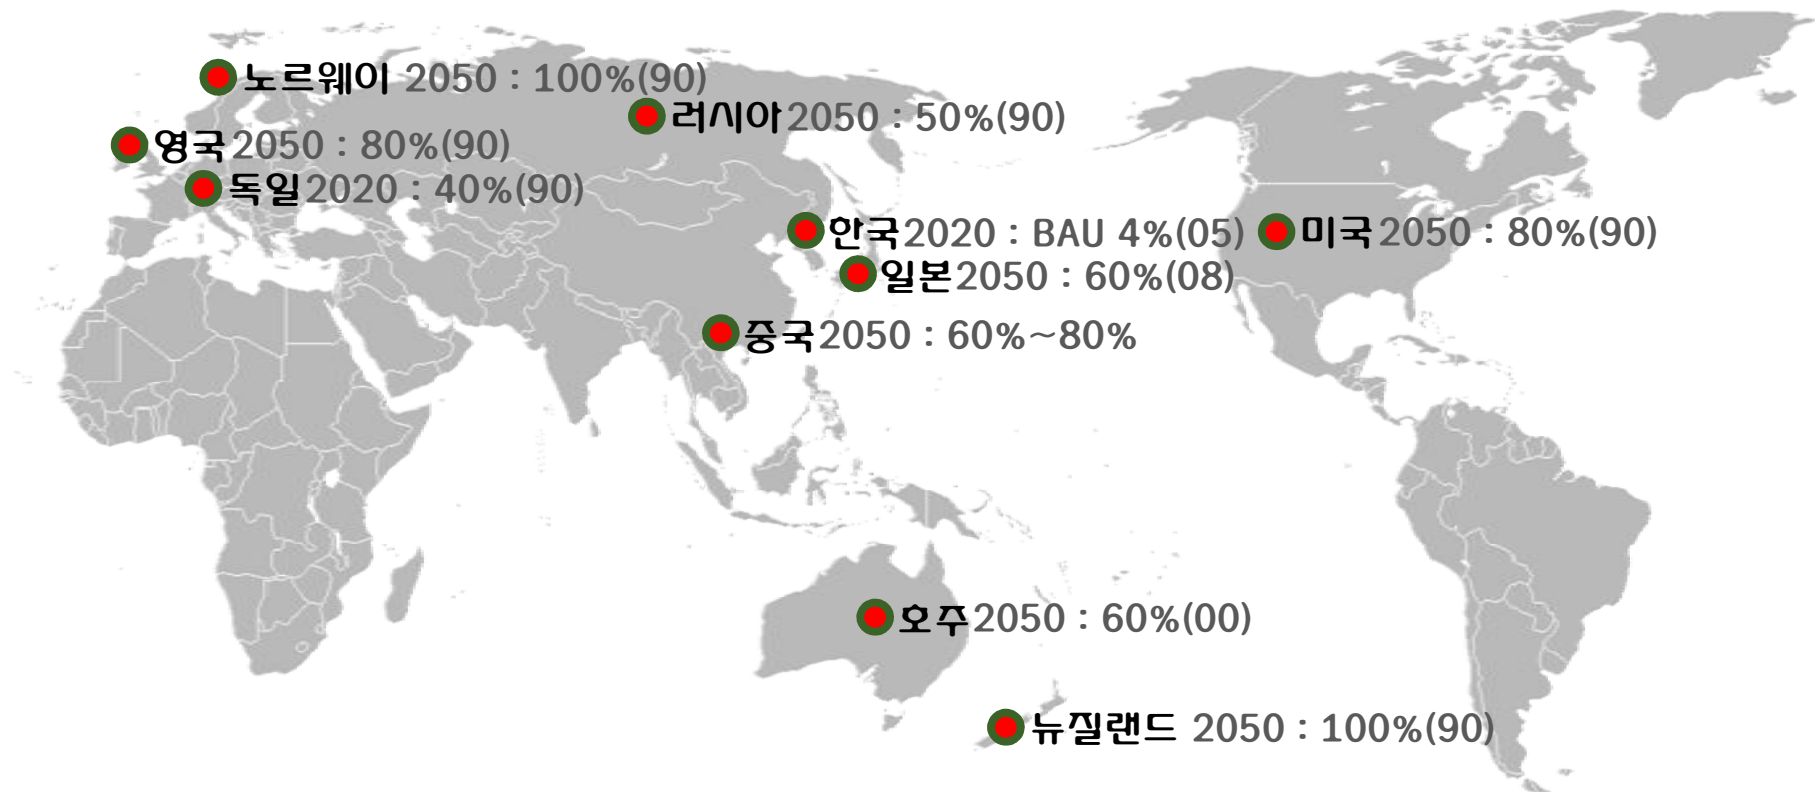 노르웨이 2050 : 100%(90)
러시아2050 : 50%(90)
영국2050 : 80%(90)
독일2020 : 40%(90)
한국2020 : BAU 4%(05)
미국2050 : 80%(90)
일본2050 : 60%(08)
중국2050 : 60%~80%
호주2050 : 60%(00)
뉴질랜드 2050 : 100%(90)